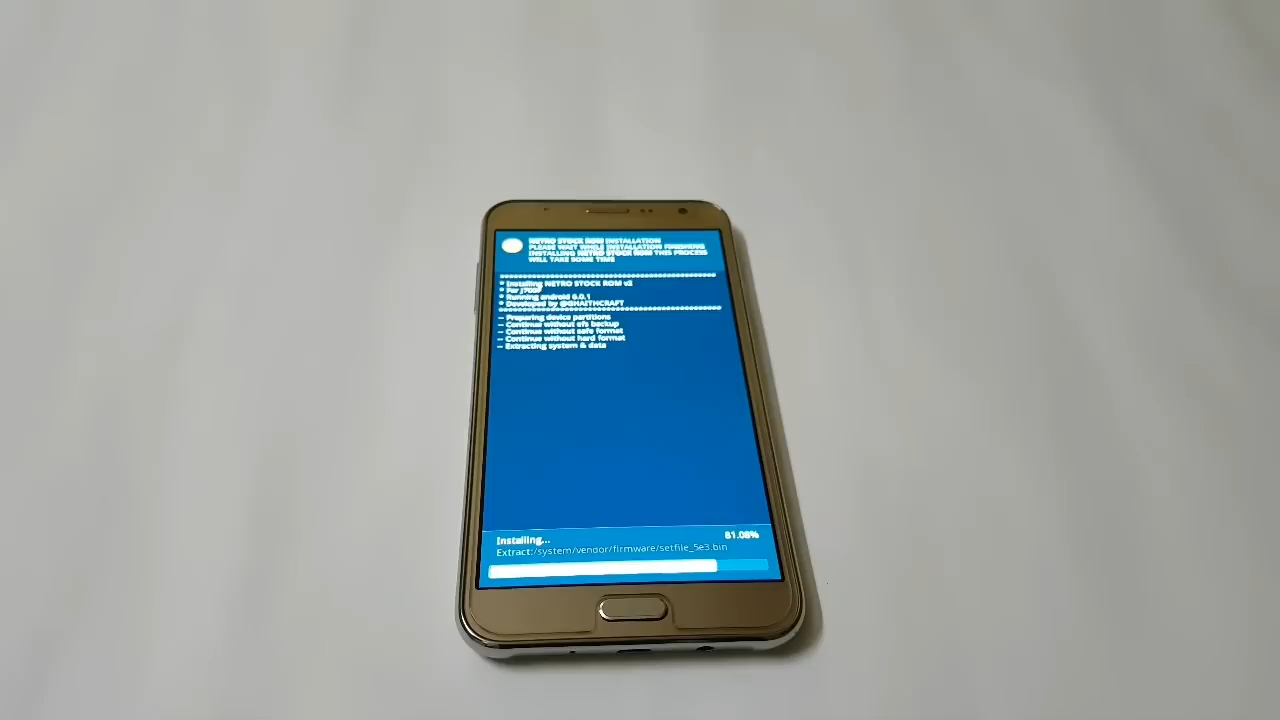 NETRO STOCK ROM INSTALLATION
PLEASE WAIT WHILE INSTALLATION FINISHING
INSTALLING NETRO STOCK ROM THIS PROCESS
WILL TAKE SOME TIME
* Installing NETRO STOCK ROM v2
* For J700F
* Running android 6.0.1
* Developed by @GHAITHCRAFT
-- Preparing device partitions
-- Continue without efs backup
-- Continue without safe format
-- Continue without hard format
-- Extracting system & data
Installing... 81.08%
Extract:/system/vendor/firmware/setfile_5e3.bin